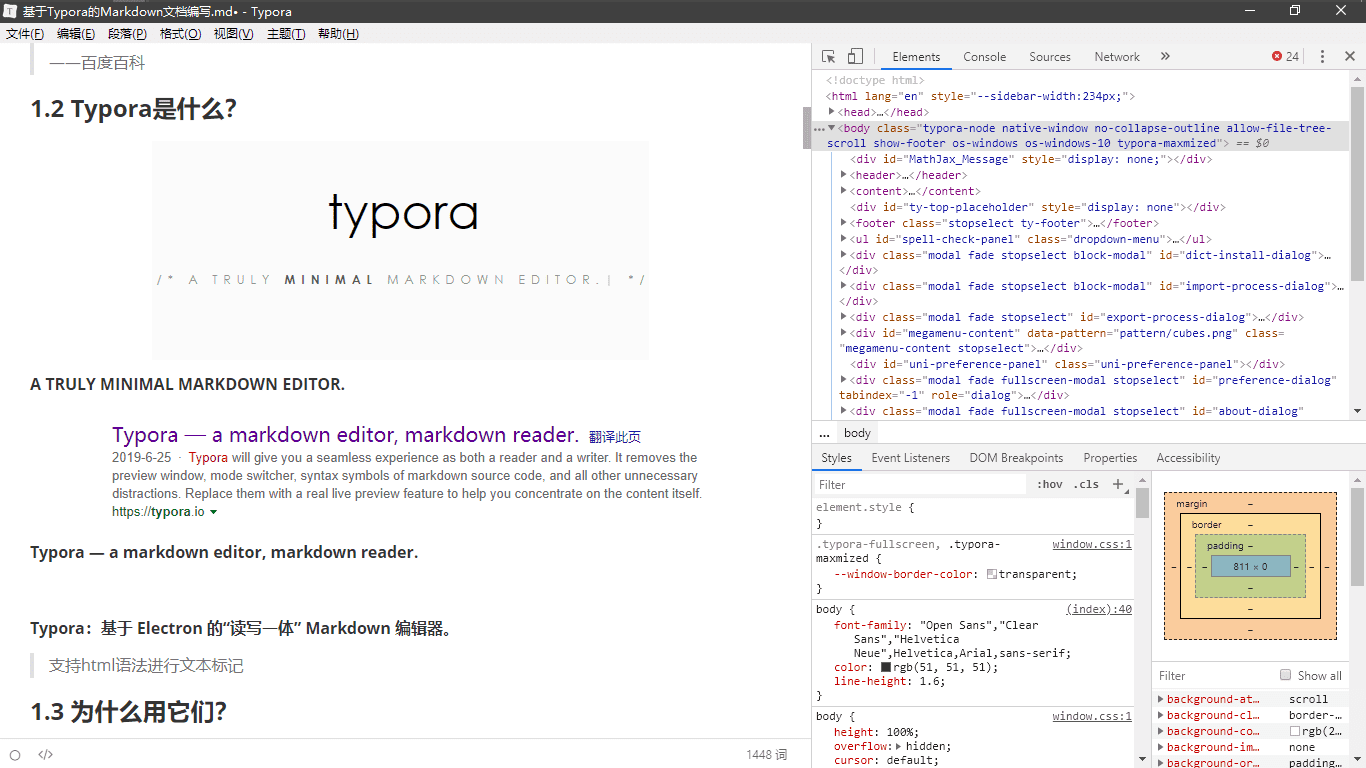 基于Typora的Markdown文档编写.md• - Typora
文件(F) 编辑(E) 段落(P) 格式(O) 视图(V) 主题(T) 帮助(H)
——百度百科
1.2 Typora是什么?
typora
/* A TRULY MINIMAL MARKDOWN EDITOR.| */
A TRULY MINIMAL MARKDOWN EDITOR.
Typora — a markdown editor, markdown reader. 翻译此页
2019-6-25 · Typora will give you a seamless experience as both a reader and a writer. It removes the
preview window, mode switcher, syntax symbols of markdown source code, and all other unnecessary
distractions. Replace them with a real live preview feature to help you concentrate on the content itself.
https://typora.io
Typora — a markdown editor, markdown reader.
Typora：基于 Electron 的“读写一体” Markdown 编辑器。
支持html语法进行文本标记
1.3 为什么用它们?
</> 1448 词
Elements Console Sources Network » 24
<!doctype html>
<html lang="en" style="--sidebar-width:234px;">
<head>…</head>
…<body class="typora-node native-window no-collapse-outline allow-file-tree-
scroll show-footer os-windows os-windows-10 typora-maxmized"> == $0
<div id="MathJax_Message" style="display: none;"></div>
<header>…</header>
<content>…</content>
<div id="ty-top-placeholder" style="display: none"></div>
<footer class="stopselect ty-footer">…</footer>
<ul id="spell-check-panel" class="dropdown-menu">…</ul>
<div class="modal fade stopselect block-modal" id="dict-install-dialog">…
</div>
<div class="modal fade stopselect block-modal" id="import-process-dialog">…
</div>
<div class="modal fade stopselect" id="export-process-dialog">…</div>
<div id="megamenu-content" data-pattern="pattern/cubes.png" class=
"megamenu-content stopselect">…</div>
<div id="uni-preference-panel" class="uni-preference-panel"></div>
<div class="modal fade fullscreen-modal stopselect" id="preference-dialog"
tabindex="-1" role="dialog">…</div>
<div class="modal fade fullscreen-modal stopselect" id="about-dialog"
… body
Styles Event Listeners DOM Breakpoints Properties Accessibility
Filter :hov .cls +
element.style {
}
.typora-fullscreen, .typora- window.css:1
maxmized {
--window-border-color: transparent;
}
body { (index):40
font-family: "Open Sans","Clear
Sans","Helvetica
Neue",Helvetica,Arial,sans-serif;
color: rgb(51, 51, 51);
line-height: 1.6;
}
body { window.css:1
height: 100%;
overflow: hidden;
cursor: default;
margin –
border –
padding –
– – – 811 × 0 – – –
–
–
–
Filter Show all
background-at… scroll
background-cl… border-…
background-co… rgb(2…
background-im… none
background-or… padding…